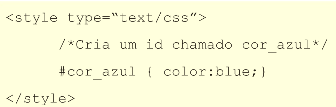 <style type=“text/css”>
/*Cria um id chamado cor_azul*/
#cor_azul { color:blue;}
</style>